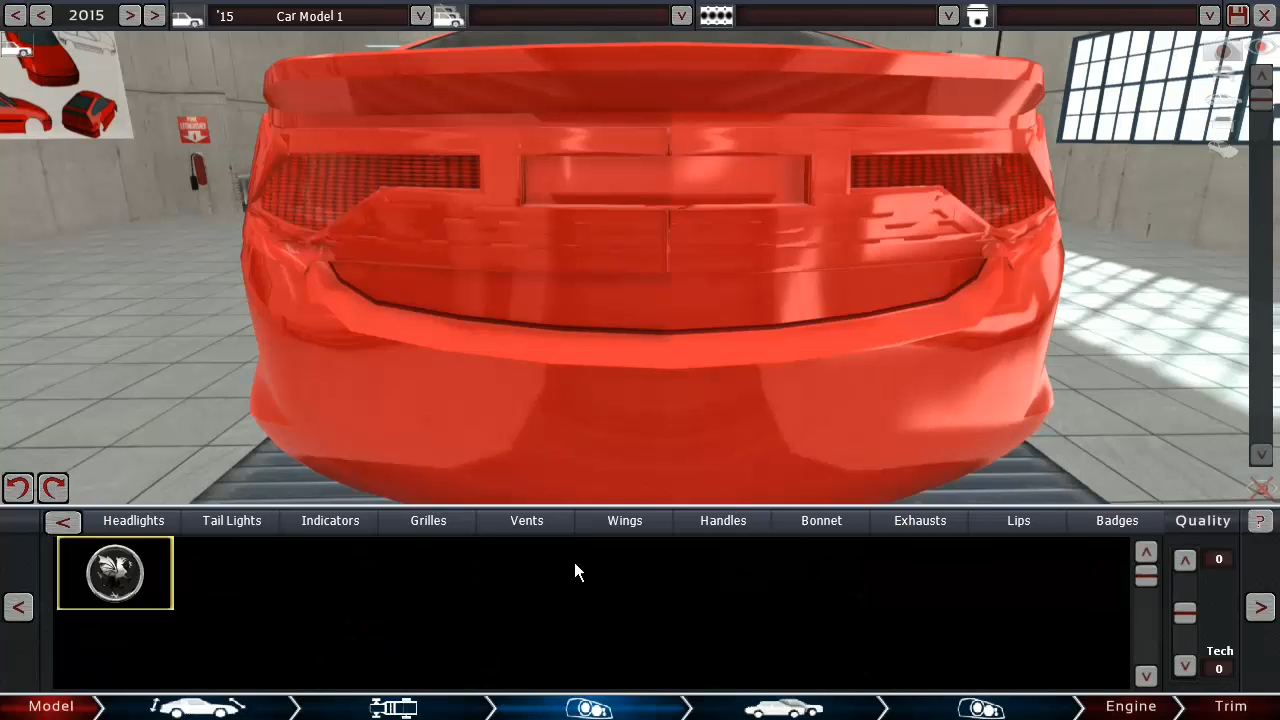 2015
'15 Car Model 1
Headlights Tail Lights Indicators Grilles Vents Wings Handles Bonnet Exhausts Lips Badges Quality ?
0
Tech
0
Model Engine Trim